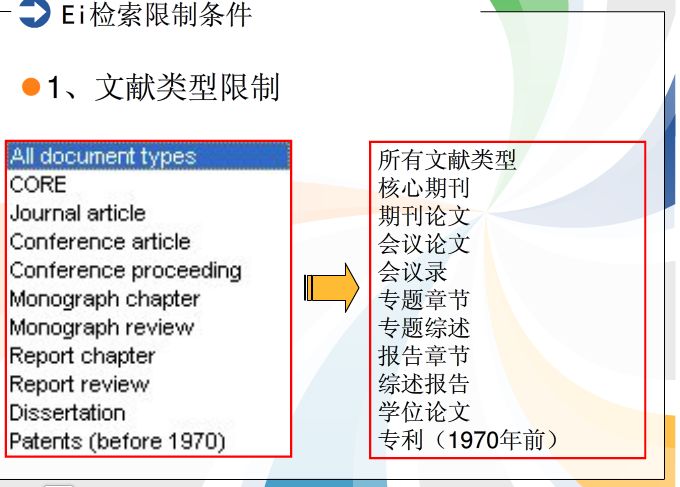 Ei检索限制条件
1、文献类型限制
All document types
CORE
Journal article
Conference article
Conference proceeding
Monograph chapter
Monograph review
Report chapter
Report review
Dissertation
Patents (before 1970)
所有文献类型
核心期刊
期刊论文
会议论文
会议录
专题章节
专题综述
报告章节
综述报告
学位论文
专利（1970年前）